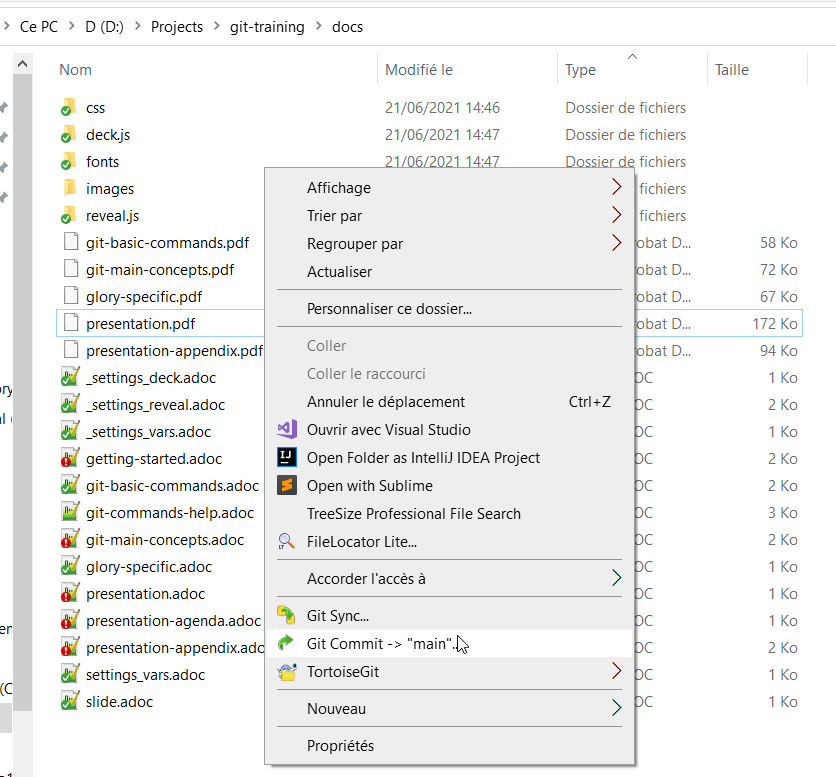 Ce PC > D (D:) > Projects > git-training > docs
Nom Modifié le Type Taille
css 21/06/2021 14:46 Dossier de fichiers
deck.js 21/06/2021 14:47 Dossier de fichiers
fonts 21/06/2021 14:47 Dossier de fichiers
images fichiers
reveal.js fichiers
git-basic-commands.pdf obat D... 58 Ko
git-main-concepts.pdf obat D... 72 Ko
glory-specific.pdf obat D... 67 Ko
presentation.pdf obat D... 172 Ko
presentation-appendix.pdf obat D... 94 Ko
_settings_deck.adoc OC 1 Ko
_settings_reveal.adoc OC 2 Ko
_settings_vars.adoc OC 1 Ko
getting-started.adoc OC 2 Ko
git-basic-commands.adoc OC 2 Ko
git-commands-help.adoc OC 3 Ko
git-main-concepts.adoc OC 2 Ko
glory-specific.adoc OC 2 Ko
presentation.adoc OC 1 Ko
presentation-agenda.adoc OC 1 Ko
presentation-appendix.adoc OC 2 Ko
settings_vars.adoc OC 1 Ko
slide.adoc OC 1 Ko
Affichage
Trier par
Regrouper par
Actualiser
Personnaliser ce dossier...
Coller
Coller le raccourci
Annuler le déplacement Ctrl+Z
Ouvrir avec Visual Studio
Open Folder as IntelliJ IDEA Project
Open with Sublime
TreeSize Professional File Search
FileLocator Lite...
Accorder l'accès à
Git Sync...
Git Commit -> "main"...
TortoiseGit
Nouveau
Propriétés